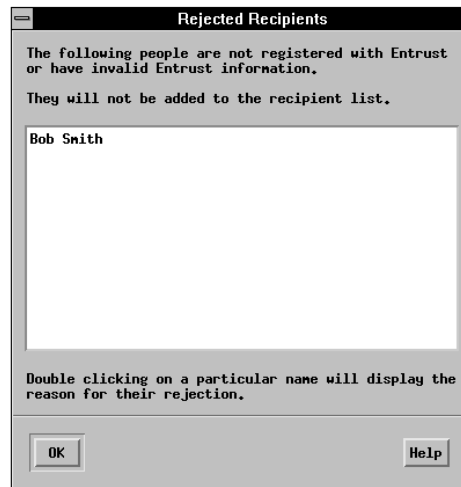 Rejected Recipients
The following people are not registered with Entrust
or have invalid Entrust information.
They will not be added to the recipient list.
Bob Smith
Double clicking on a particular name will display the
reason for their rejection.
OK
Help